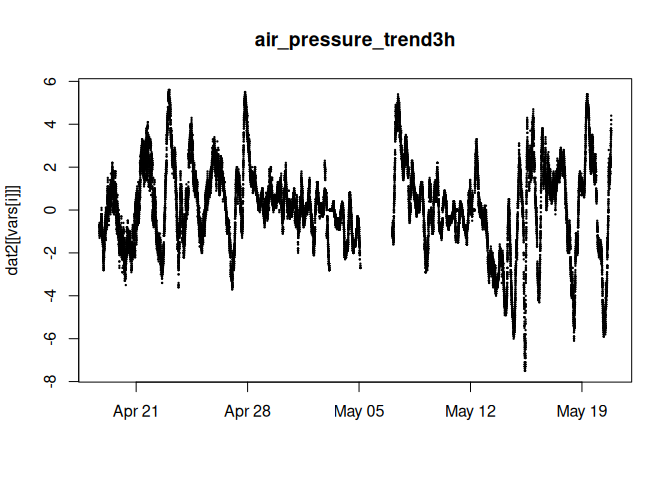 air_pressure_trend3h
dat2[[vars[i]]]
6
4
2
0
-2
-4
-6
-8
Apr 21
Apr 28
May 05
May 12
May 19